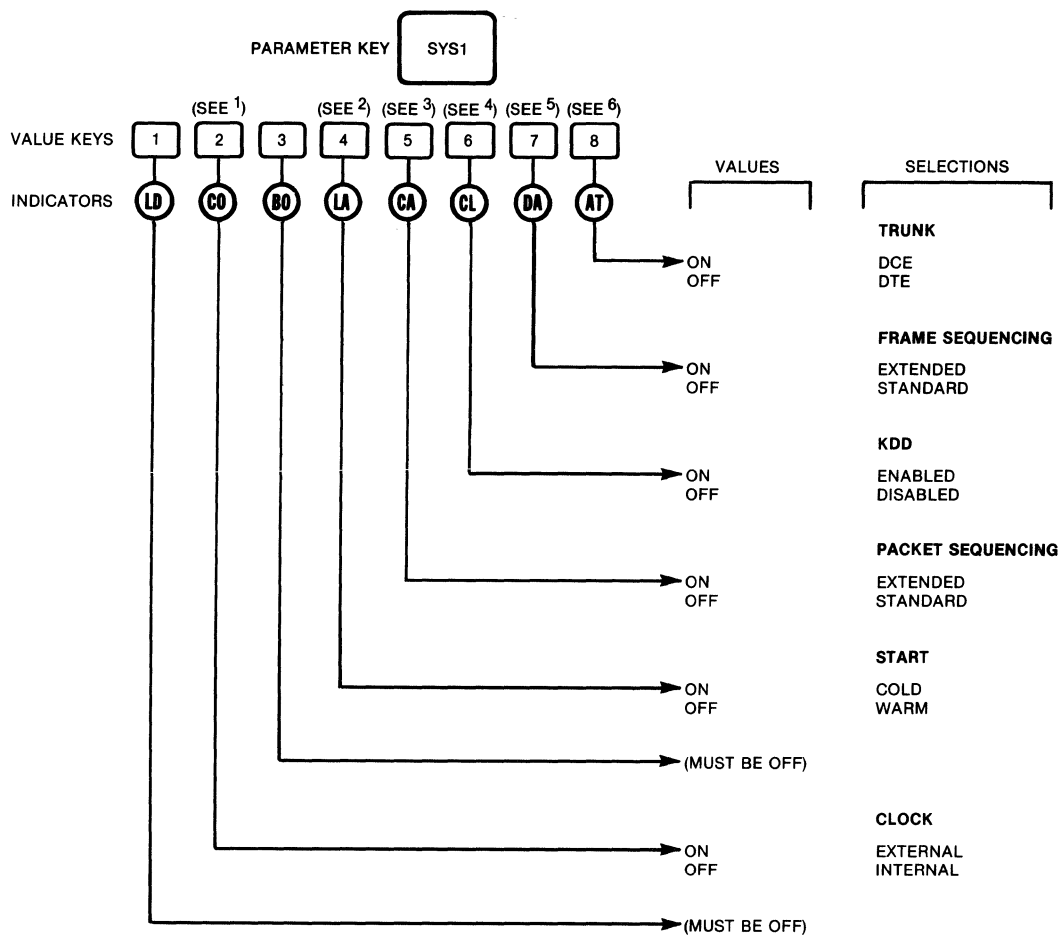 PARAMETER KEY SYS1
(SEE 1) (SEE 2) (SEE 3) (SEE 4) (SEE 5) (SEE 6)
VALUE KEYS 1 2 3 4 5 6 7 8
VALUES SELECTIONS
INDICATORS LD CO BO LA CA CL DA AT
TRUNK
ON DCE
OFF DTE
FRAME SEQUENCING
ON EXTENDED
OFF STANDARD
KDD
ON ENABLED
OFF DISABLED
PACKET SEQUENCING
ON EXTENDED
OFF STANDARD
START
ON COLD
OFF WARM
(MUST BE OFF)
CLOCK
ON EXTERNAL
OFF INTERNAL
(MUST BE OFF)